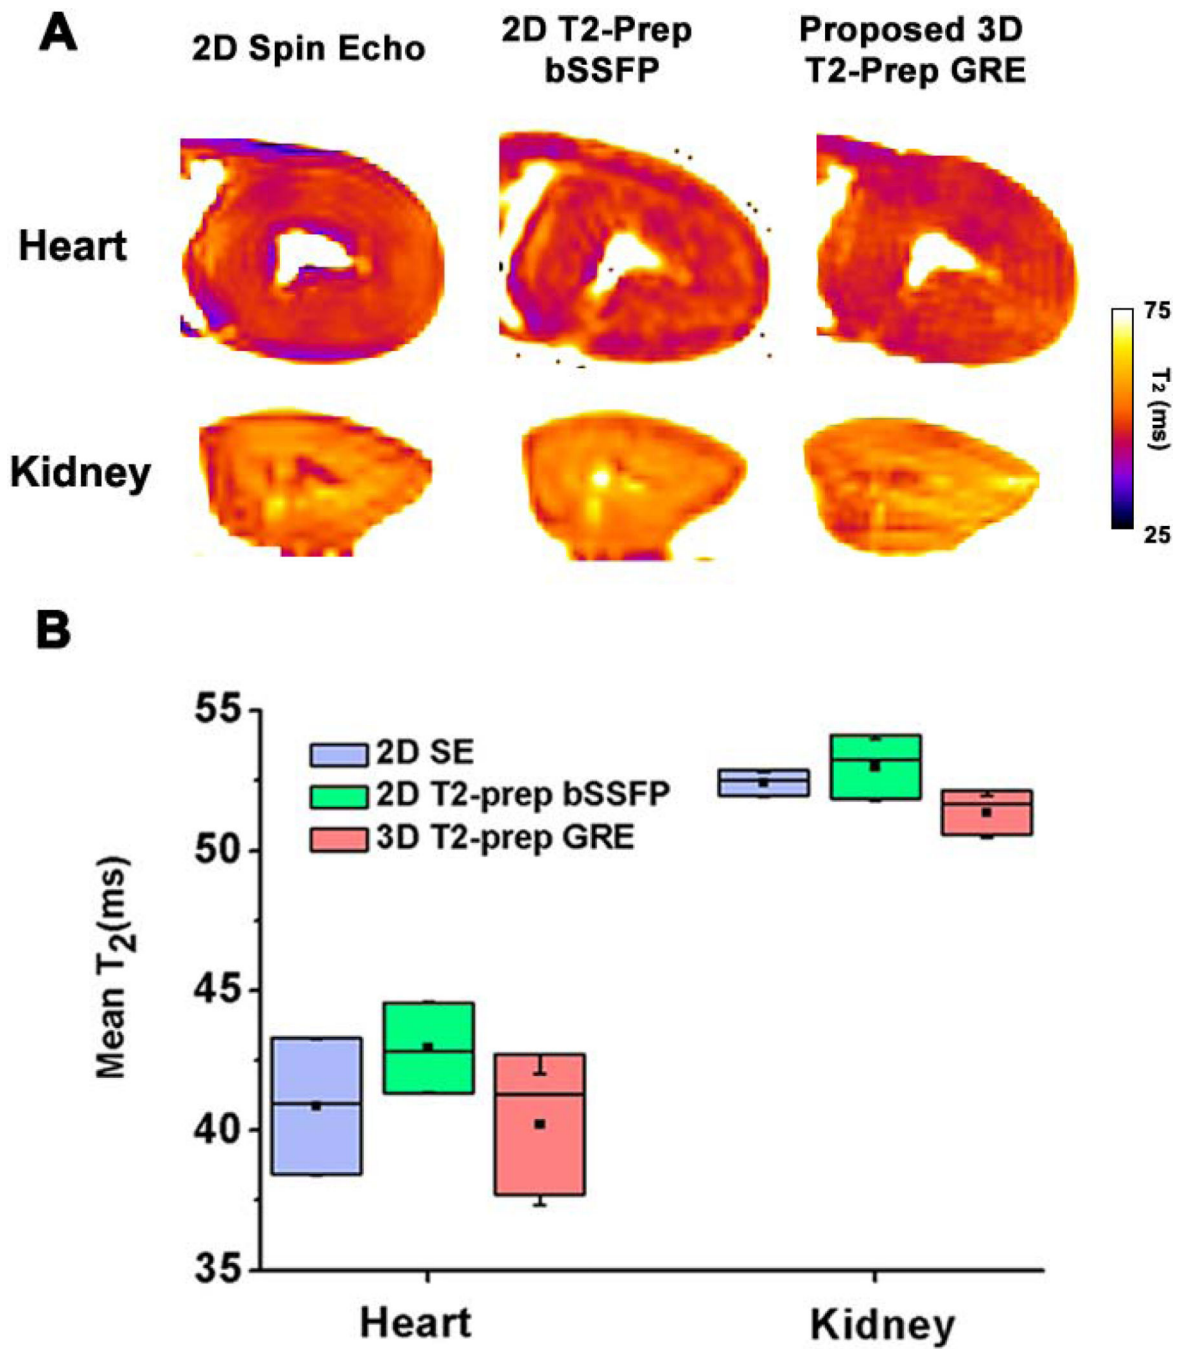 A
2D Spin Echo
2D T2-Prep
bSSFP
Proposed 3D
T2-Prep GRE
Heart
Kidney
75
T2 (ms)
25
B
55
50
45
40
35
Mean T2(ms)
2D SE
2D T2-prep bSSFP
3D T2-prep GRE
Heart
Kidney